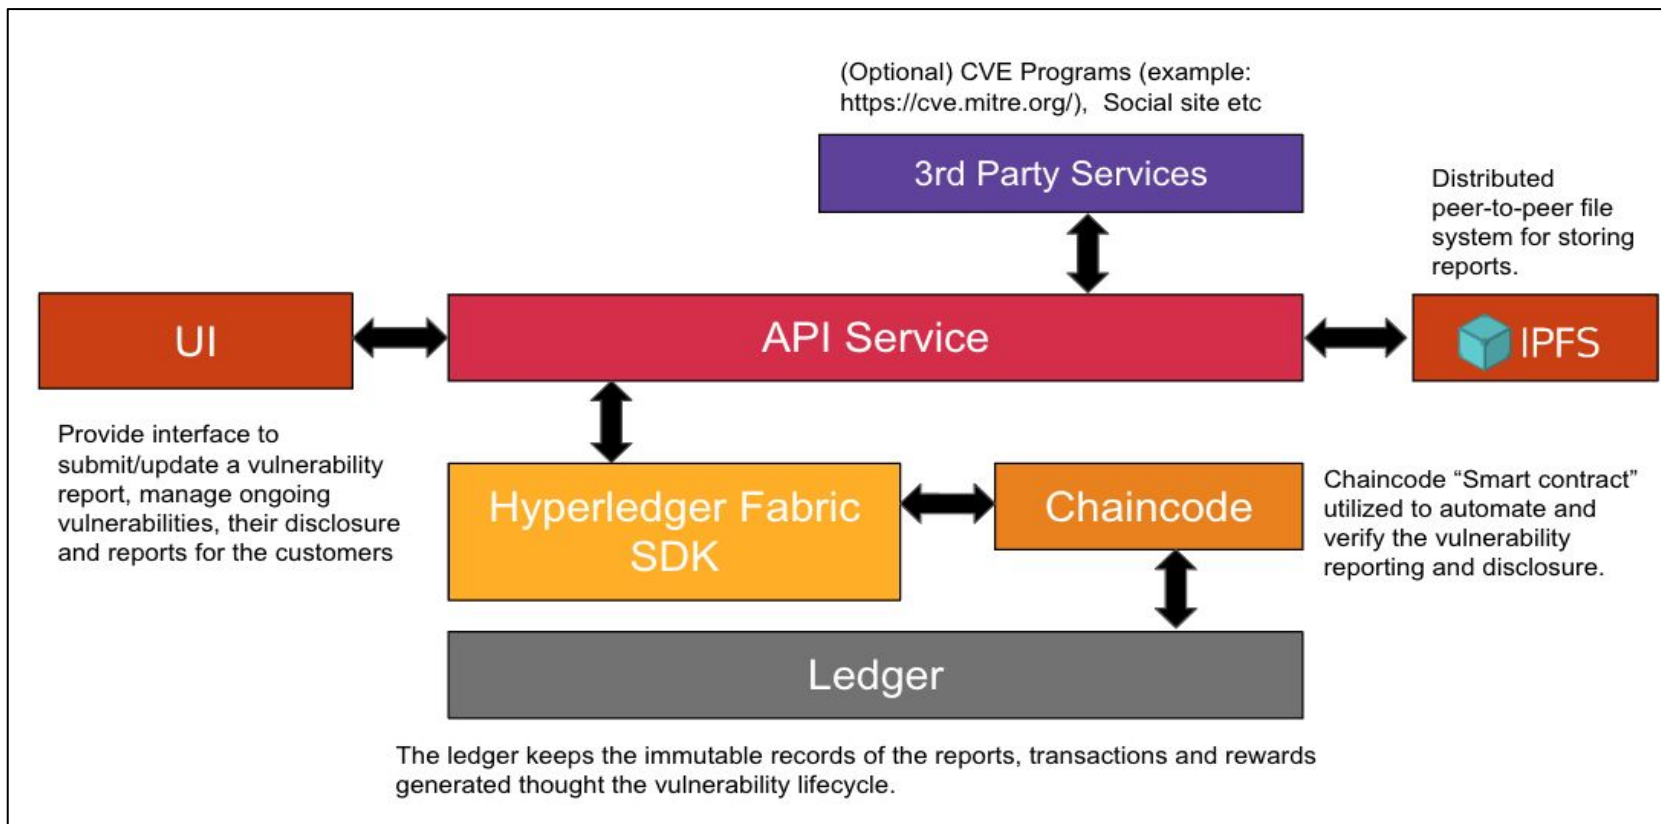 (Optional) CVE Programs (example:
https://cve.mitre.org/), Social site etc
3rd Party Services
Distributed
peer-to-peer file
system for storing
reports.
UI
API Service
IPFS
Provide interface to
submit/update a vulnerability
report, manage ongoing
vulnerabilities, their disclosure
and reports for the customers
Hyperledger Fabric
SDK
Chaincode
Chaincode “Smart contract”
utilized to automate and
verify the vulnerability
reporting and disclosure.
Ledger
The ledger keeps the immutable records of the reports, transactions and rewards
generated thought the vulnerability lifecycle.